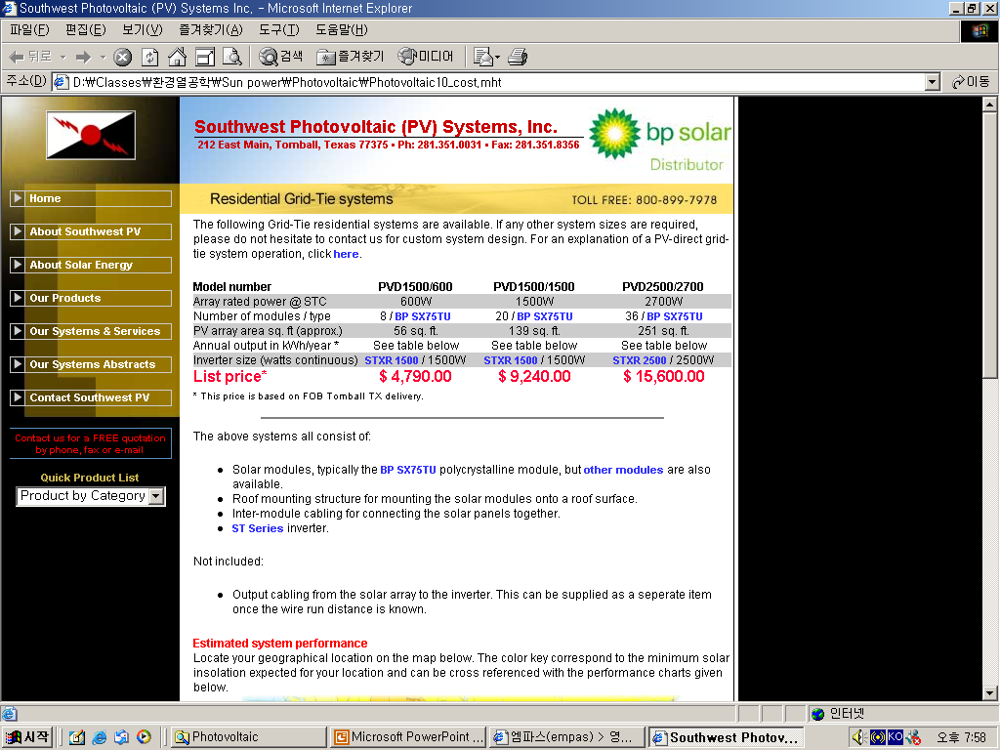 Southwest Photovoltaic (PV) Systems Inc. - Microsoft Internet Explorer
파일(F) 편집(E) 보기(V) 즐겨찾기(A) 도구(T) 도움말(H)
뒤로 검색 즐겨찾기 미디어
주소(D) D:₩Classes₩환경열공학₩Sun power₩Photovoltaic₩Photovoltaic10_cost.mht 이동
Southwest Photovoltaic (PV) Systems, Inc.
212 East Main, Tomball, Texas 77375 • Ph: 281.351.0031 • Fax: 281.351.8356
bp solar
Distributor
Home
About Southwest PV
About Solar Energy
Our Products
Our Systems & Services
Our Systems Abstracts
Contact Southwest PV
Contact us for a FREE quotation
by phone, fax or e-mail
Quick Product List
Product by Category
Residential Grid-Tie systems TOLL FREE: 800-899-7978
The following Grid-Tie residential systems are available. If any other system sizes are required,
please do not hesitate to contact us for custom system design. For an explanation of a PV-direct grid-
tie system operation, click here.
Model number PVD1500/600 PVD1500/1500 PVD2500/2700
Array rated power @ STC 600W 1500W 2700W
Number of modules / type 8 / BP SX75TU 20 / BP SX75TU 36 / BP SX75TU
PV array area sq. ft (approx.) 56 sq. ft. 139 sq. ft. 251 sq. ft.
Annual output in kWh/year * See table below See table below See table below
Inverter size (watts continuous) STXR 1500 / 1500W STXR 1500 / 1500W STXR 2500 / 2500W
List price* $ 4,790.00 $ 9,240.00 $ 15,600.00
* This price is based on FOB Tomball TX delivery.
The above systems all consist of:
• Solar modules, typically the BP SX75TU polycrystalline module, but other modules are also
available.
• Roof mounting structure for mounting the solar modules onto a roof surface.
• Inter-module cabling for connecting the solar panels together.
• ST Series inverter.
Not included:
• Output cabling from the solar array to the inverter. This can be supplied as a seperate item
once the wire run distance is known.
Estimated system performance
Locate your geographical location on the map below. The color key correspond to the minimum solar
insolation expected for your location and can be cross referenced with the performance charts given
below.
인터넷
시작 Photovoltaic Microsoft PowerPoint ... 엠파스(empas) > 영... Southwest Photov... KO 오후 7:58